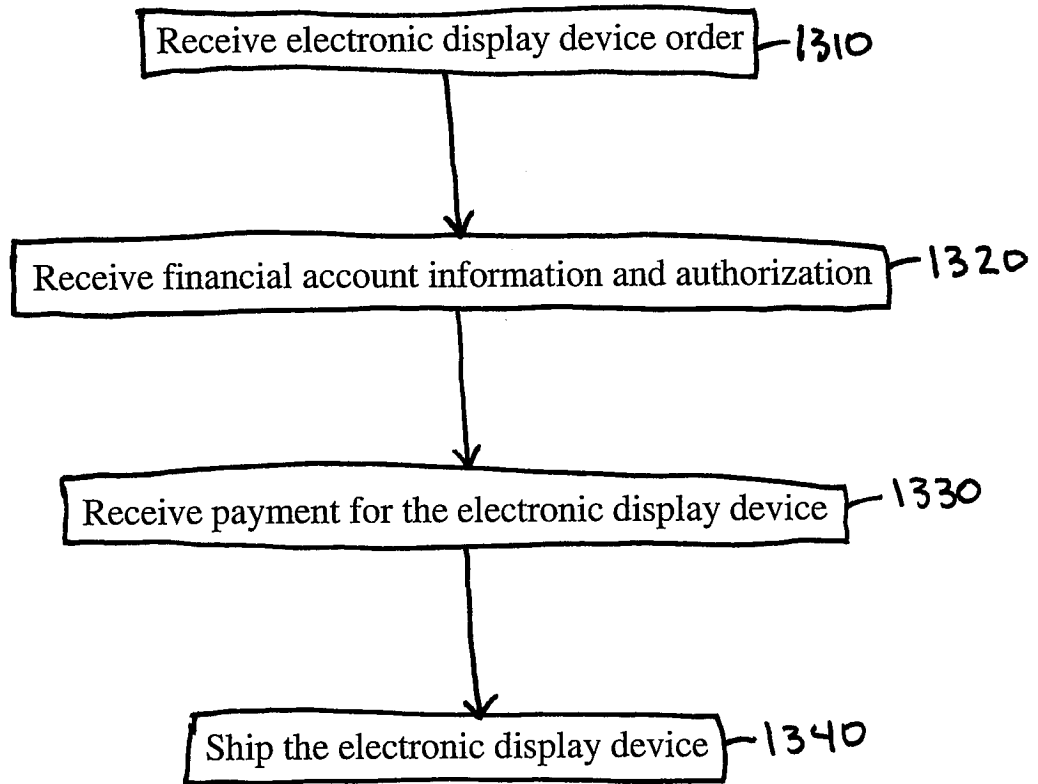 Receive electronic display device order 1310
Receive financial account information and authorization 1320
Receive payment for the electronic display device 1330
Ship the electronic display device 1340